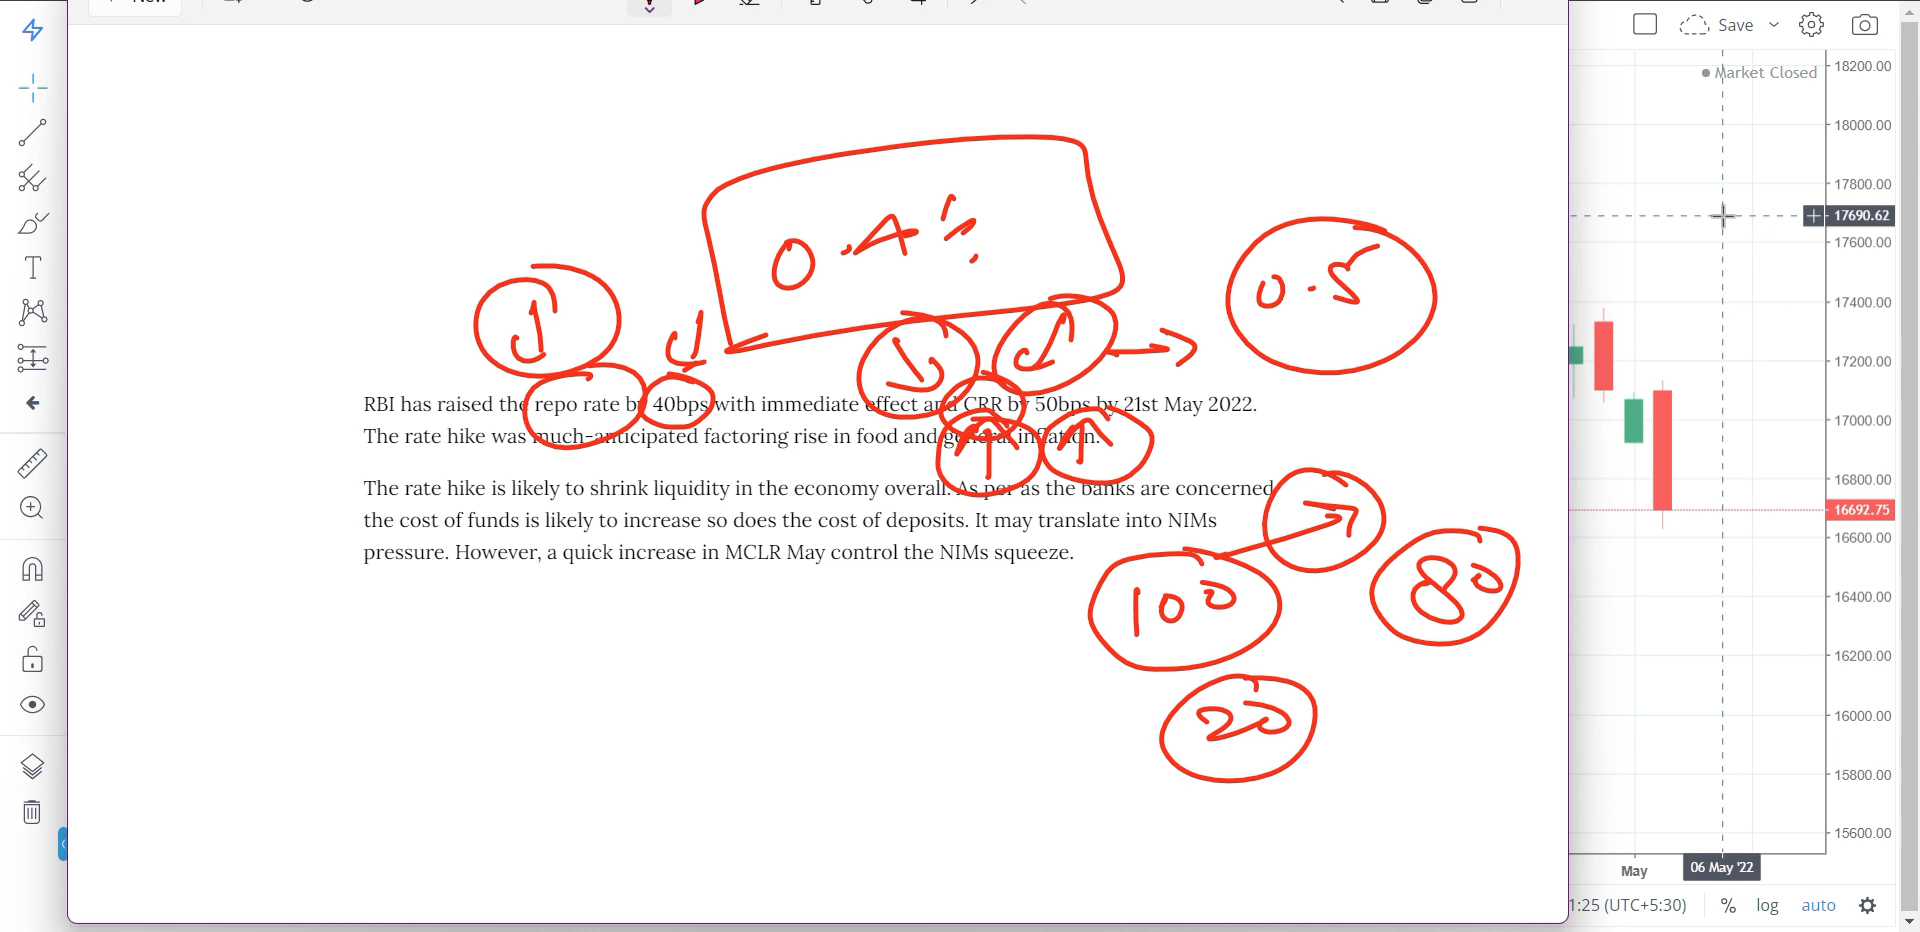 New
Save
Market Closed
18200.00
18000.00
17800.00
17690.62
17600.00
17400.00
17200.00
17000.00
16800.00
16692.75
16600.00
16400.00
16200.00
16000.00
15800.00
15600.00
0.4%
0.5
RBI has raised the repo rate by 40bps with immediate effect and CRR by 50bps by 21st May 2022.
The rate hike was much-anticipated factoring rise in food and general inflation.
The rate hike is likely to shrink liquidity in the economy overall. As per as the banks are concerned
the cost of funds is likely to increase so does the cost of deposits. It may translate into NIMs
pressure. However, a quick increase in MCLR May control the NIMs squeeze.
100
80
20
May
06 May '22
1:25 (UTC+5:30)
%
log
auto